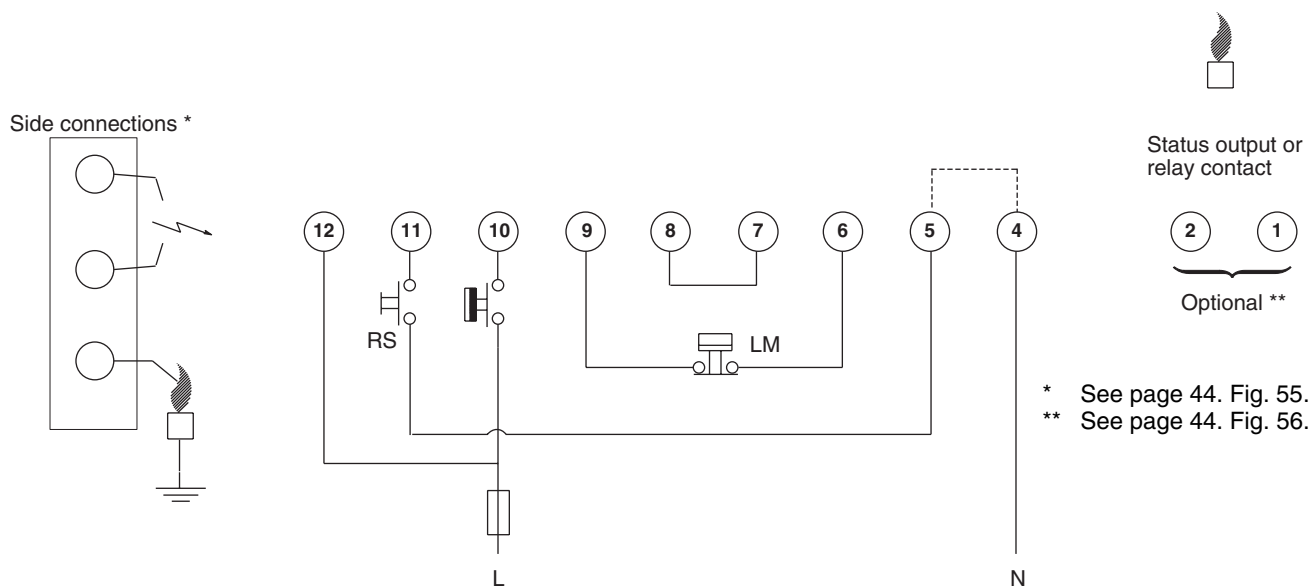 Side connections *
Status output or
relay contact
12 11 10 9 8 7 6 5 4 2 1
RS
LM
Optional **
* See page 44. Fig. 55.
** See page 44. Fig. 56.
L
N